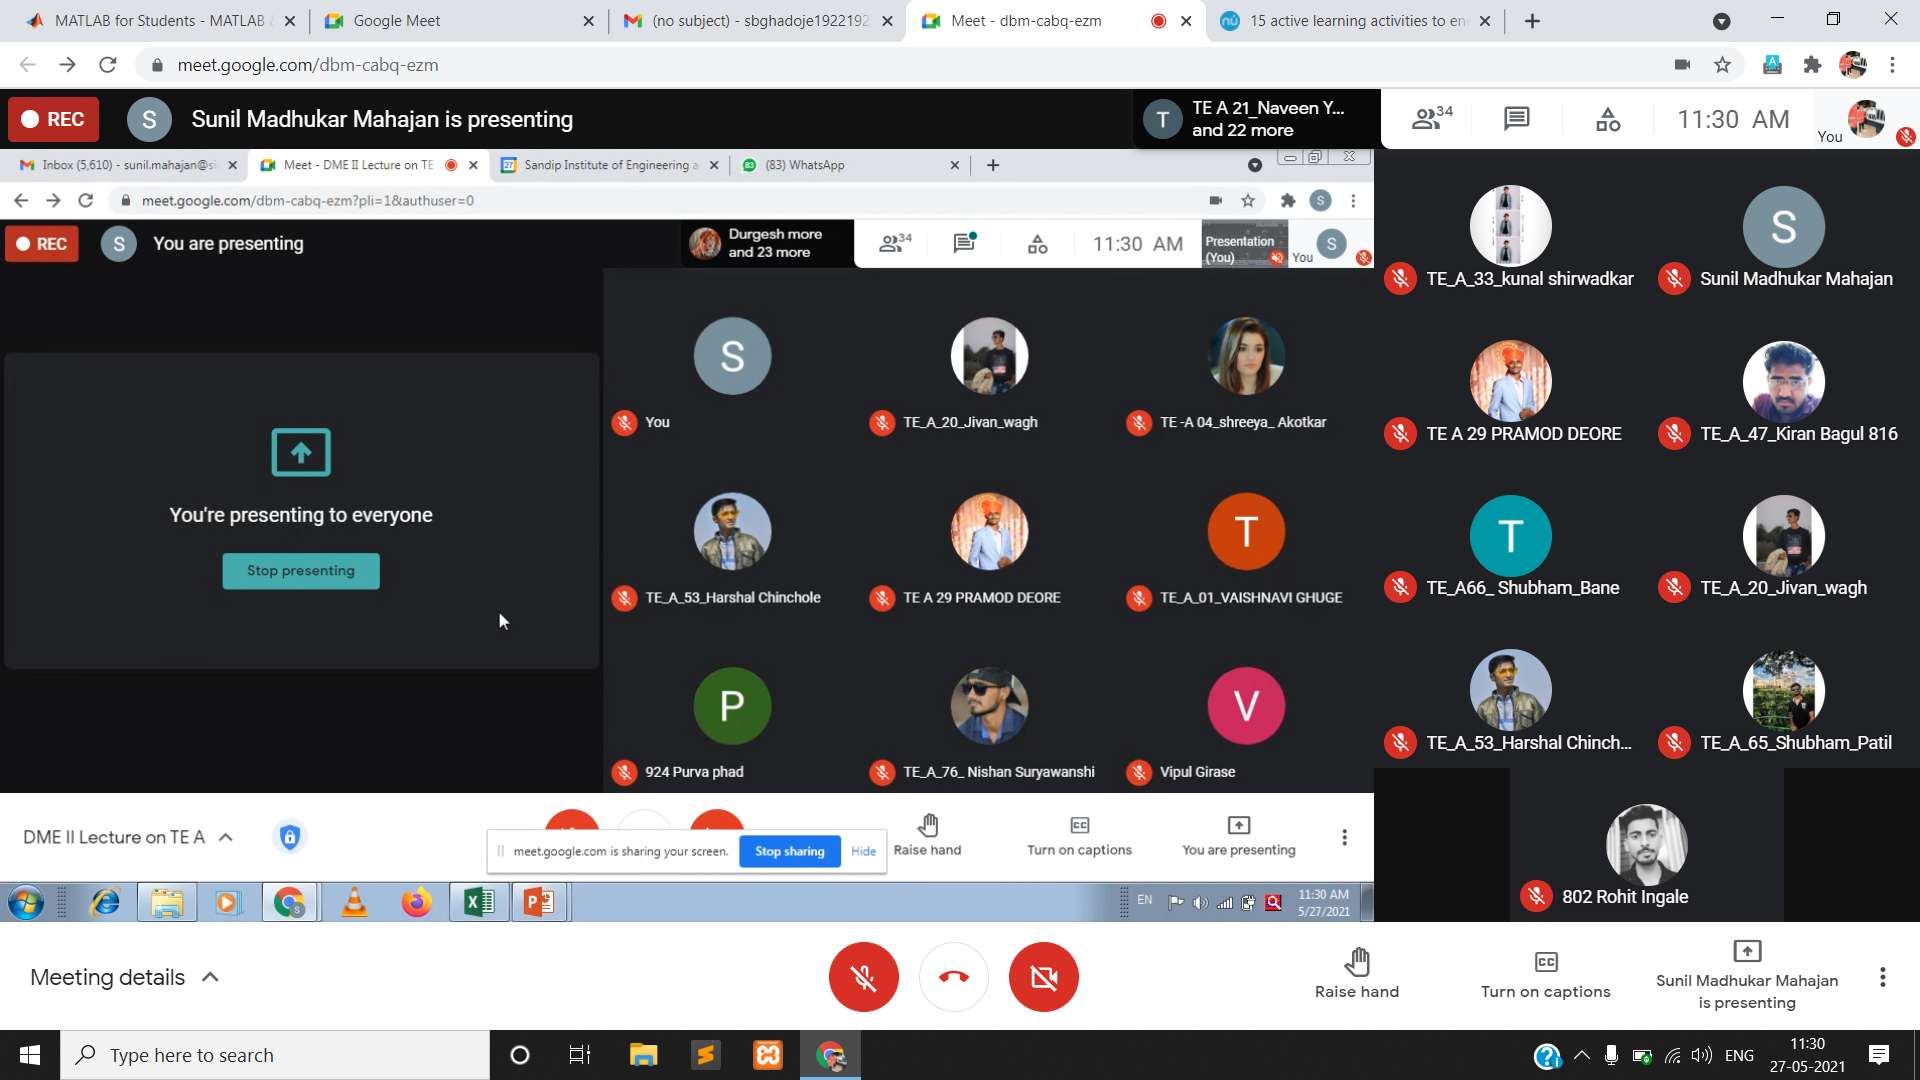 MATLAB for Students - MATLAB &
Google Meet
(no subject) - sbghadoje1922192
Meet - dbm-cabq-ezm
15 active learning activities to en
meet.google.com/dbm-cabq-ezm
REC
S
Sunil Madhukar Mahajan is presenting
T
TE A 21_Naveen Y...
and 22 more
34
11:30 AM
You
Inbox (5,610) - sunil.mahajan@si
Meet - DME II Lecture on TE
27
Sandip Institute of Engineering a
83
(83) WhatsApp
meet.google.com/dbm-cabq-ezm?pli=1&authuser=0
S
REC
S
You are presenting
Durgesh more
and 23 more
34
11:30 AM
Presentation
(You)
You
S
You're presenting to everyone
Stop presenting
S
You
TE_A_20_Jivan_wagh
TE -A 04_shreeya_ Akotkar
TE_A_53_Harshal Chinchole
TE A 29 PRAMOD DEORE
T
TE_A_01_VAISHNAVI GHUGE
P
924 Purva phad
TE_A_76_ Nishan Suryawanshi
V
Vipul Girase
TE_A_33_kunal shirwadkar
S
Sunil Madhukar Mahajan
TE A 29 PRAMOD DEORE
TE_A_47_Kiran Bagul 816
T
TE_A66_ Shubham_Bane
TE_A_20_Jivan_wagh
TE_A_53_Harshal Chinch...
TE_A_65_Shubham_Patil
802 Rohit Ingale
DME II Lecture on TE A
meet.google.com is sharing your screen.
Stop sharing
Hide
Raise hand
CC
Turn on captions
You are presenting
EN
11:30 AM
5/27/2021
Meeting details
Raise hand
CC
Turn on captions
Sunil Madhukar Mahajan
is presenting
Type here to search
ENG
11:30
27-05-2021